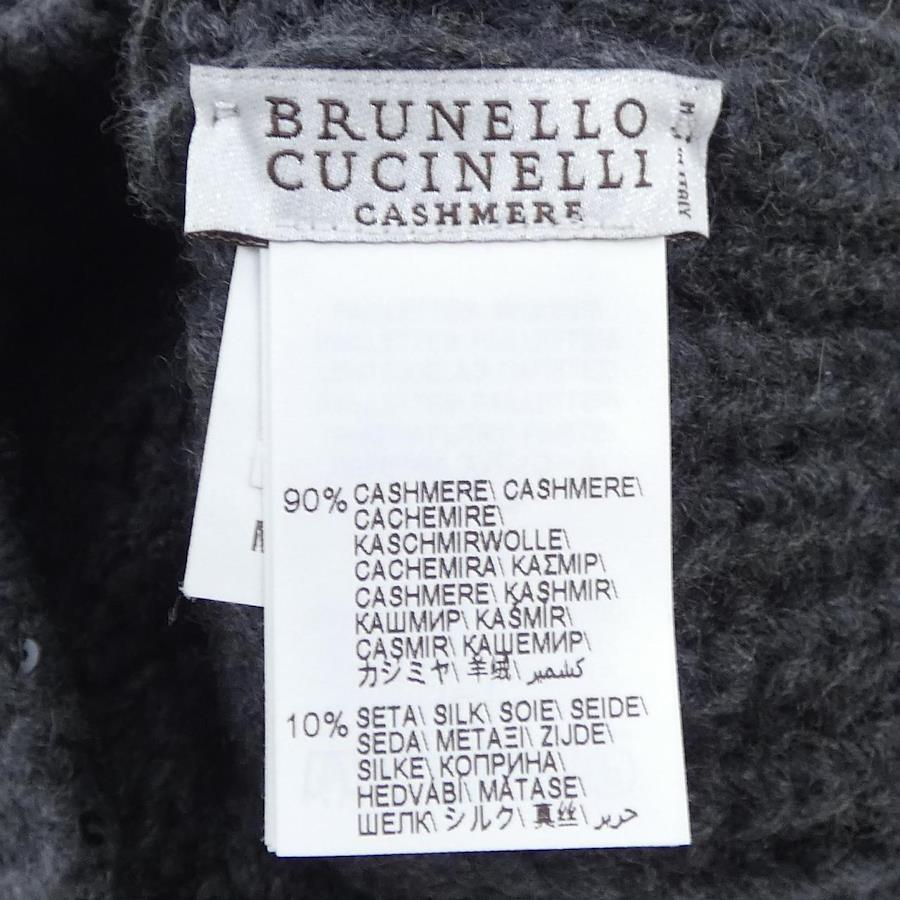 BRUNELLO
CUCINELLI
CASHMERE
90% CASHMERE\ CASHMERE\
CACHEMIRE\
KASCHMIRWOLLE\
CACHEMIRA\ ΚΑΣΜΙΡ\
CASHMERE\ KASHMIR\
КАШМИР\ KAŠMÍR\
CAŞMIR\ КАШЕМИР\
カシミヤ\ 羊绒\ كشمير
10% SETA\ SILK\ SOIE\ SEIDE\
SEDA\ ΜΕΤΑΞΙ\ ZIJDE\
SILKE\ КОПРИНА\
HEDVÁBÍ\ MĂTASE\
ШЕЛК\ シルク\ 真丝\ حرير